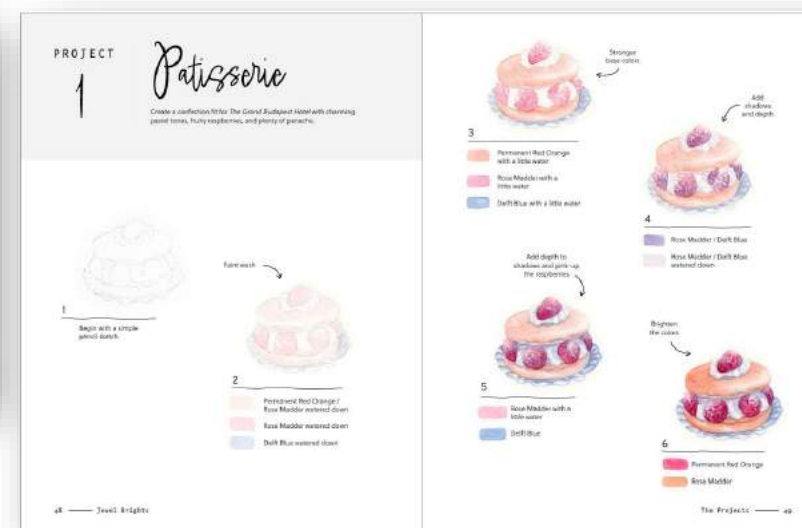 PROJECT
1
Patisserie
Create a confection fit for The Grand Budapest Hotel with charming
pastel tones, fruity raspberries, and plenty of panache.
1
Begin with a simple
pencil sketch.
Faint wash
2
Permanent Red Orange /
Rose Madder watered down
Rose Madder watered down
Delft Blue watered down
48 Jewel Brights
Stronger
base colors
3
Permanent Red Orange
with a little water
Rose Madder with a
little water
Delft Blue with a little water
Add
shadows
and depth
4
Rose Madder / Delft Blue
Rose Madder / Delft Blue
watered down
Add depth to
shadows and pink-up
the raspberries
5
Rose Madder with a
little water
Delft Blue
Brighten
the colors
6
Permanent Red Orange
Rose Madder
The Projects 49